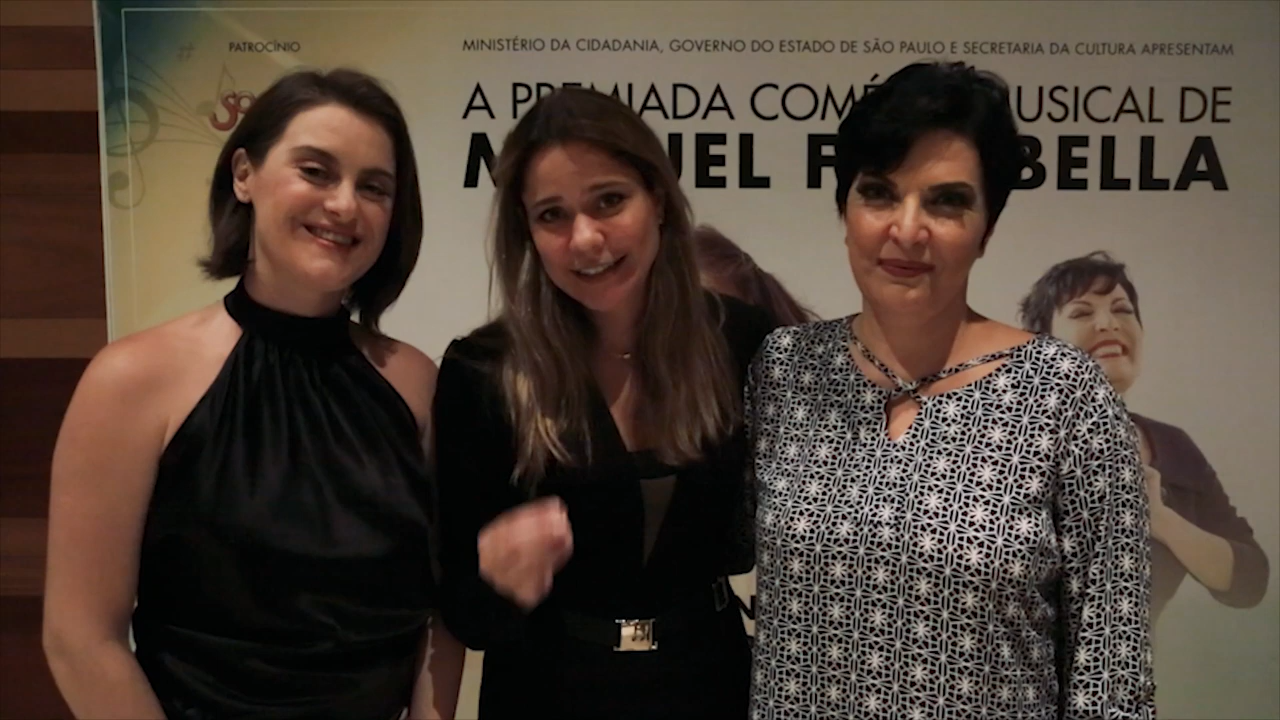 PATROCÍNIO
MINISTÉRIO DA CIDADANIA, GOVERNO DO ESTADO DE SÃO PAULO E SECRETARIA DA CULTURA APRESENTAM
A PREMIADA COMÉ USICAL DE
M UEL F BELLA